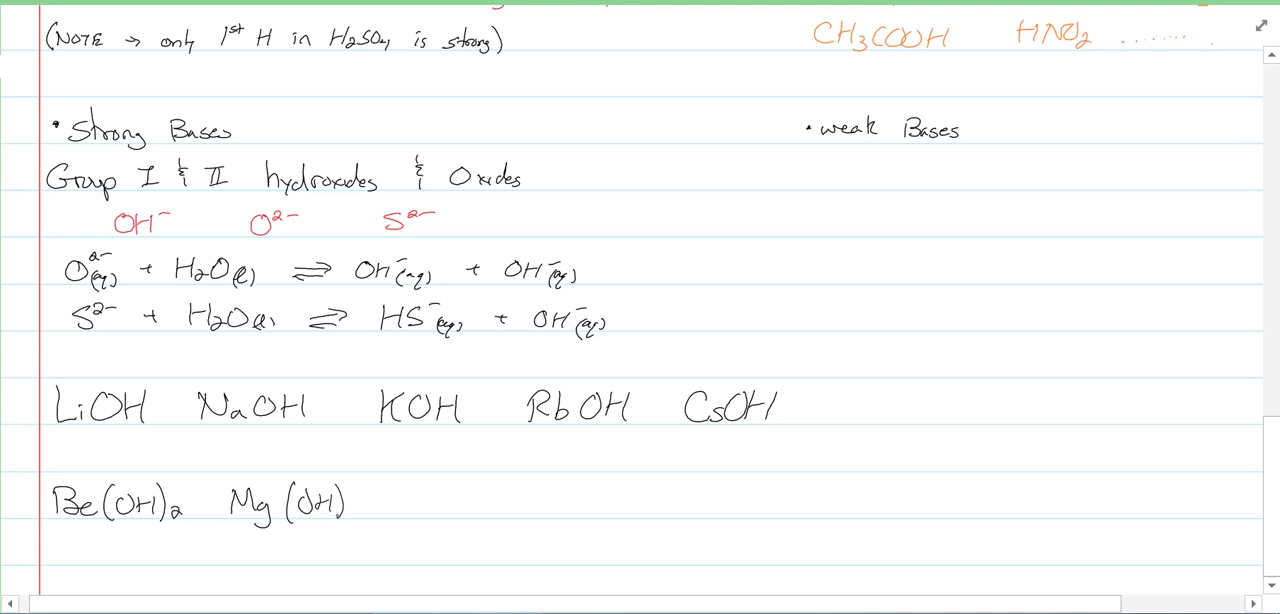 (NOTE → only 1st H in H2SO4 is strong)
CH3COOH HNO2 ........ .
• Strong Bases
• weak Bases
Group I & II hydroxides & Oxides
OH⁻ O²⁻ S²⁻
O²⁻(aq) + H2O(l) ⇌ OH⁻(aq) + OH⁻(aq)
S²⁻ + H2O(l) ⇌ HS⁻(aq) + OH⁻(aq)
LiOH NaOH KOH RbOH CsOH
Be(OH)2 Mg(OH)